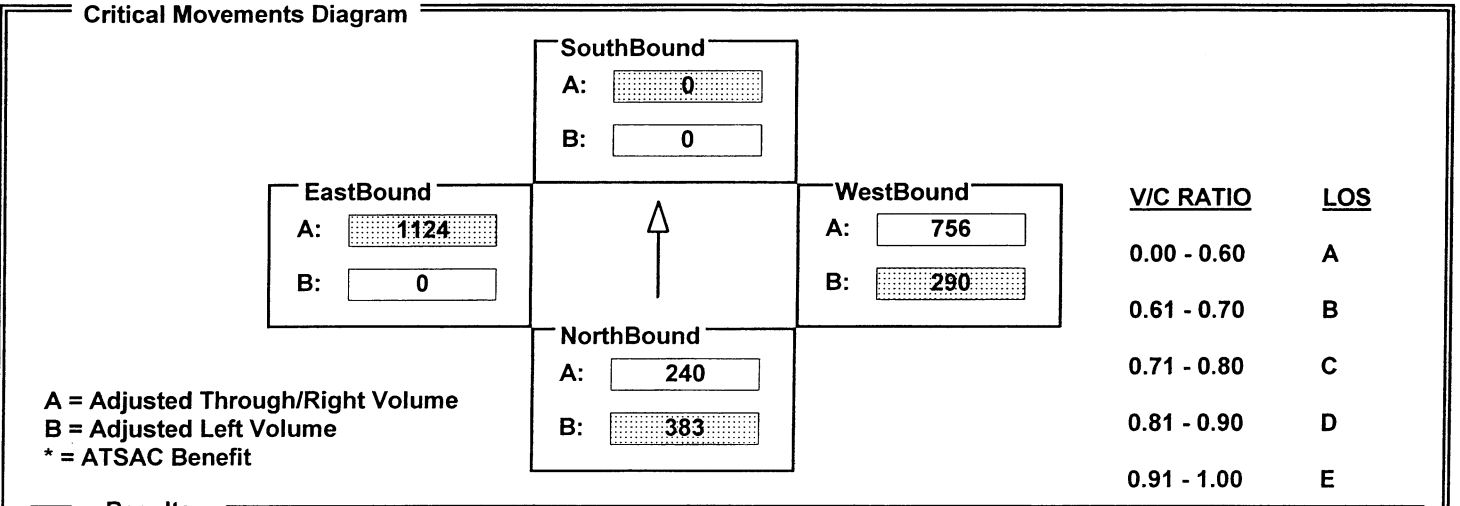 Critical Movements Diagram
SouthBound
A: 0
B: 0
EastBound
A: 1124
B: 0
WestBound
A: 756
B: 290
NorthBound
A: 240
B: 383
A = Adjusted Through/Right Volume
B = Adjusted Left Volume
* = ATSAC Benefit
V/C RATIO LOS
0.00 - 0.60 A
0.61 - 0.70 B
0.71 - 0.80 C
0.81 - 0.90 D
0.91 - 1.00 E